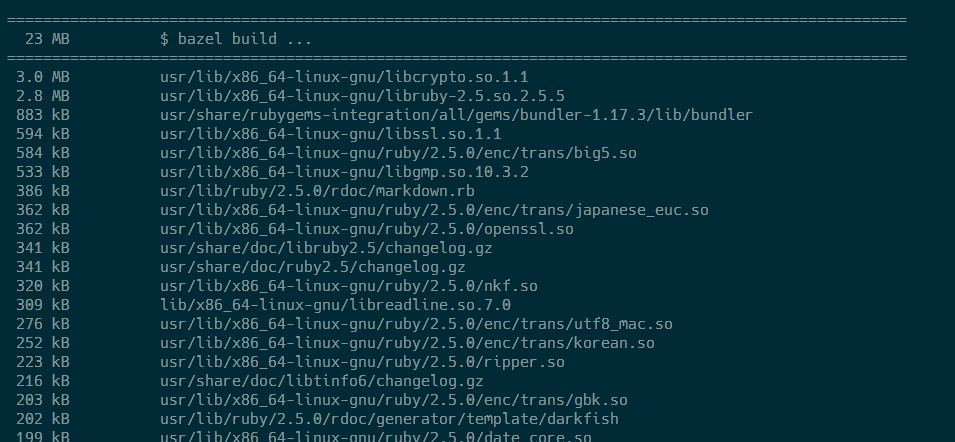 ====================================================================================================
23 MB $ bazel build ...
====================================================================================================
3.0 MB usr/lib/x86_64-linux-gnu/libcrypto.so.1.1
2.8 MB usr/lib/x86_64-linux-gnu/libruby-2.5.so.2.5.5
883 kB usr/share/rubygems-integration/all/gems/bundler-1.17.3/lib/bundler
594 kB usr/lib/x86_64-linux-gnu/libssl.so.1.1
584 kB usr/lib/x86_64-linux-gnu/ruby/2.5.0/enc/trans/big5.so
533 kB usr/lib/x86_64-linux-gnu/libgmp.so.10.3.2
386 kB usr/lib/ruby/2.5.0/rdoc/markdown.rb
362 kB usr/lib/x86_64-linux-gnu/ruby/2.5.0/enc/trans/japanese_euc.so
362 kB usr/lib/x86_64-linux-gnu/ruby/2.5.0/openssl.so
341 kB usr/share/doc/libruby2.5/changelog.gz
341 kB usr/share/doc/ruby2.5/changelog.gz
320 kB usr/lib/x86_64-linux-gnu/ruby/2.5.0/nkf.so
309 kB lib/x86_64-linux-gnu/libreadline.so.7.0
276 kB usr/lib/x86_64-linux-gnu/ruby/2.5.0/enc/trans/utf8_mac.so
252 kB usr/lib/x86_64-linux-gnu/ruby/2.5.0/enc/trans/korean.so
223 kB usr/lib/x86_64-linux-gnu/ruby/2.5.0/ripper.so
216 kB usr/share/doc/libtinfo6/changelog.gz
203 kB usr/lib/x86_64-linux-gnu/ruby/2.5.0/enc/trans/gbk.so
202 kB usr/lib/ruby/2.5.0/rdoc/generator/template/darkfish
199 kB usr/lib/x86_64-linux-gnu/ruby/2.5.0/date_core.so